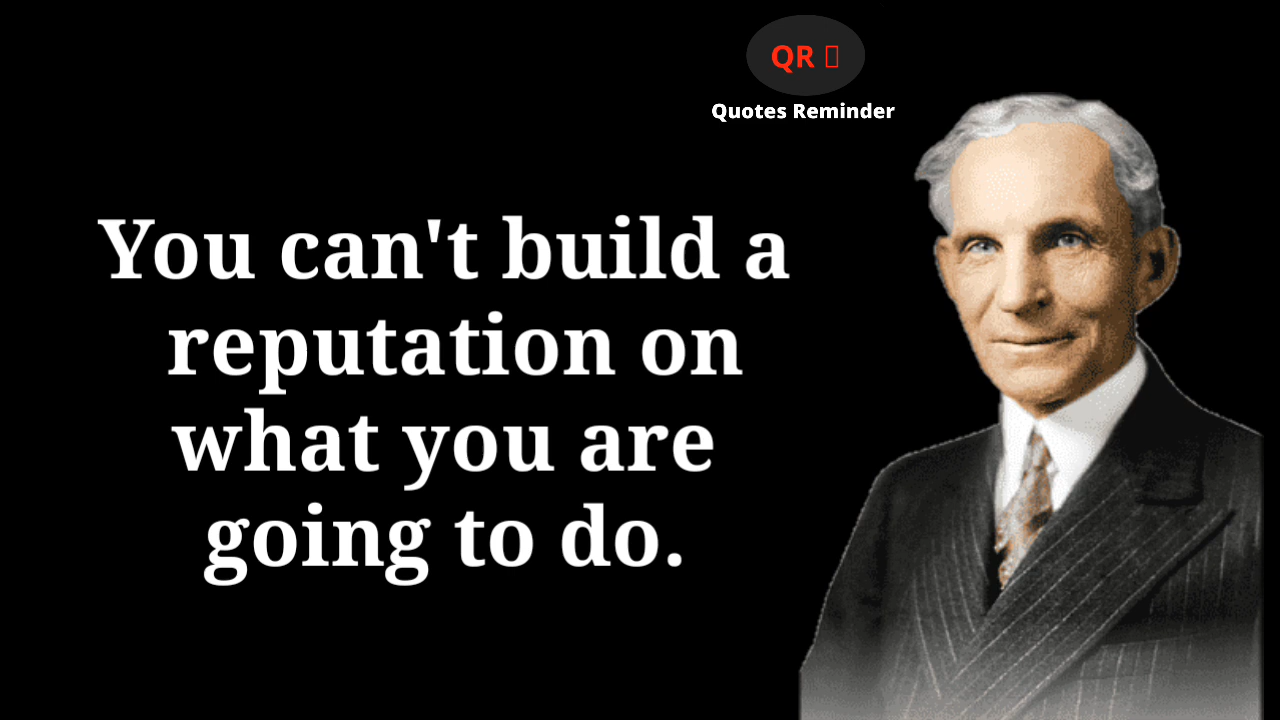 QR
Quotes Reminder
You can't build a
reputation on
what you are
going to do.